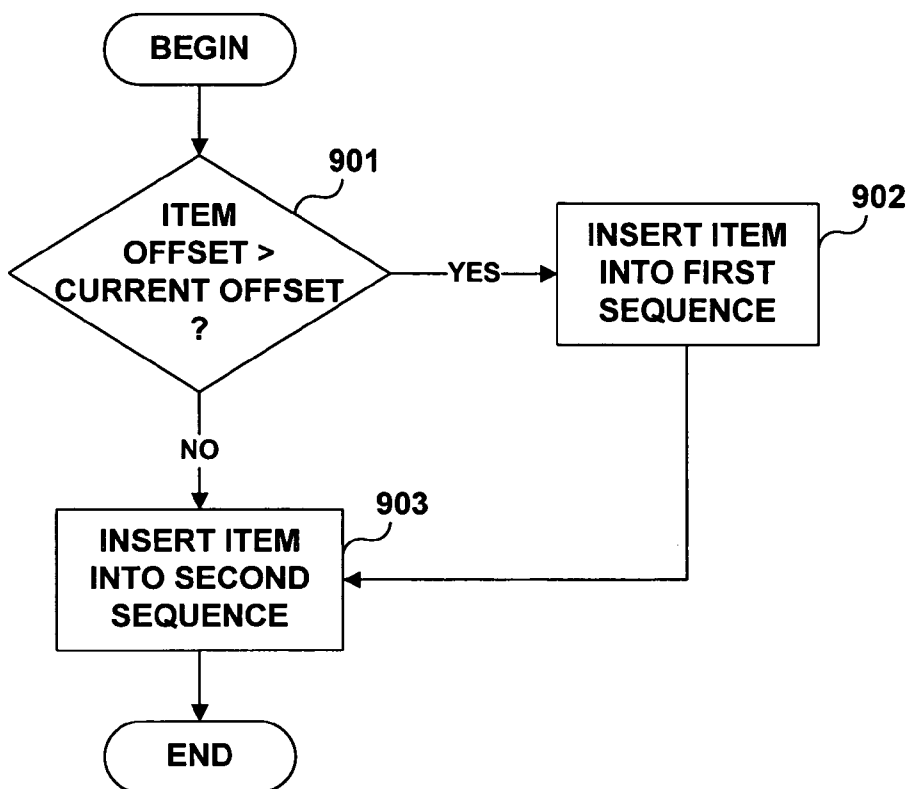 BEGIN
901
ITEM
OFFSET >
CURRENT OFFSET
?
YES
902
INSERT ITEM
INTO FIRST
SEQUENCE
NO
903
INSERT ITEM
INTO SECOND
SEQUENCE
END